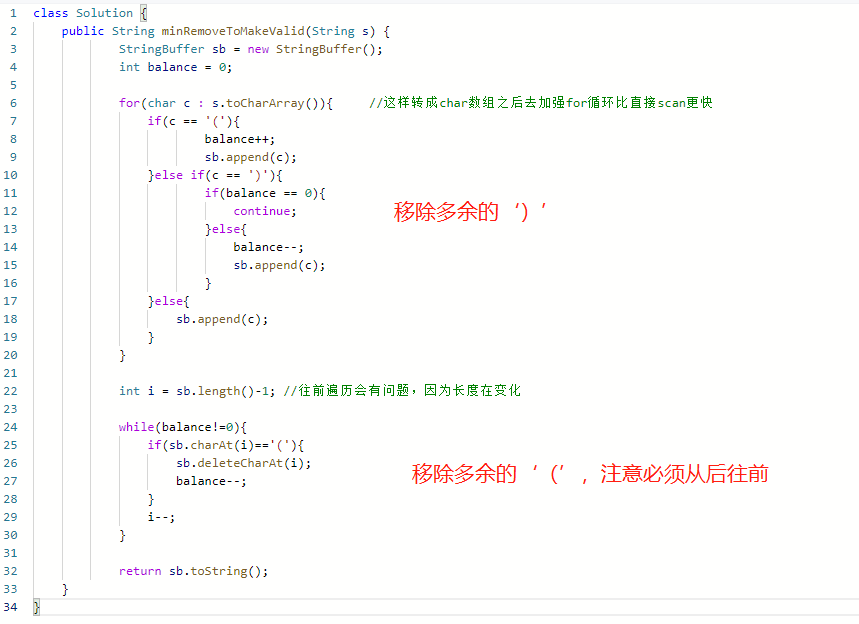 1 class Solution {
2 public String minRemoveToMakeValid(String s) {
3 StringBuffer sb = new StringBuffer();
4 int balance = 0;
5
6 for(char c : s.toCharArray()){ //这样转成char数组之后去加强for循环比直接scan更快
7 if(c == '('){
8 balance++;
9 sb.append(c);
10 }else if(c == ')'){
11 if(balance == 0){
12 continue; 移除多余的‘）’
13 }else{
14 balance--;
15 sb.append(c);
16 }
17 }else{
18 sb.append(c);
19 }
20 }
21
22 int i = sb.length()-1; //往前遍历会有问题，因为长度在变化
23
24 while(balance!=0){
25 if(sb.charAt(i)=='('){
26 sb.deleteCharAt(i); 移除多余的‘（’，注意必须从后往前
27 balance--;
28 }
29 i--;
30 }
31
32 return sb.toString();
33 }
34 }